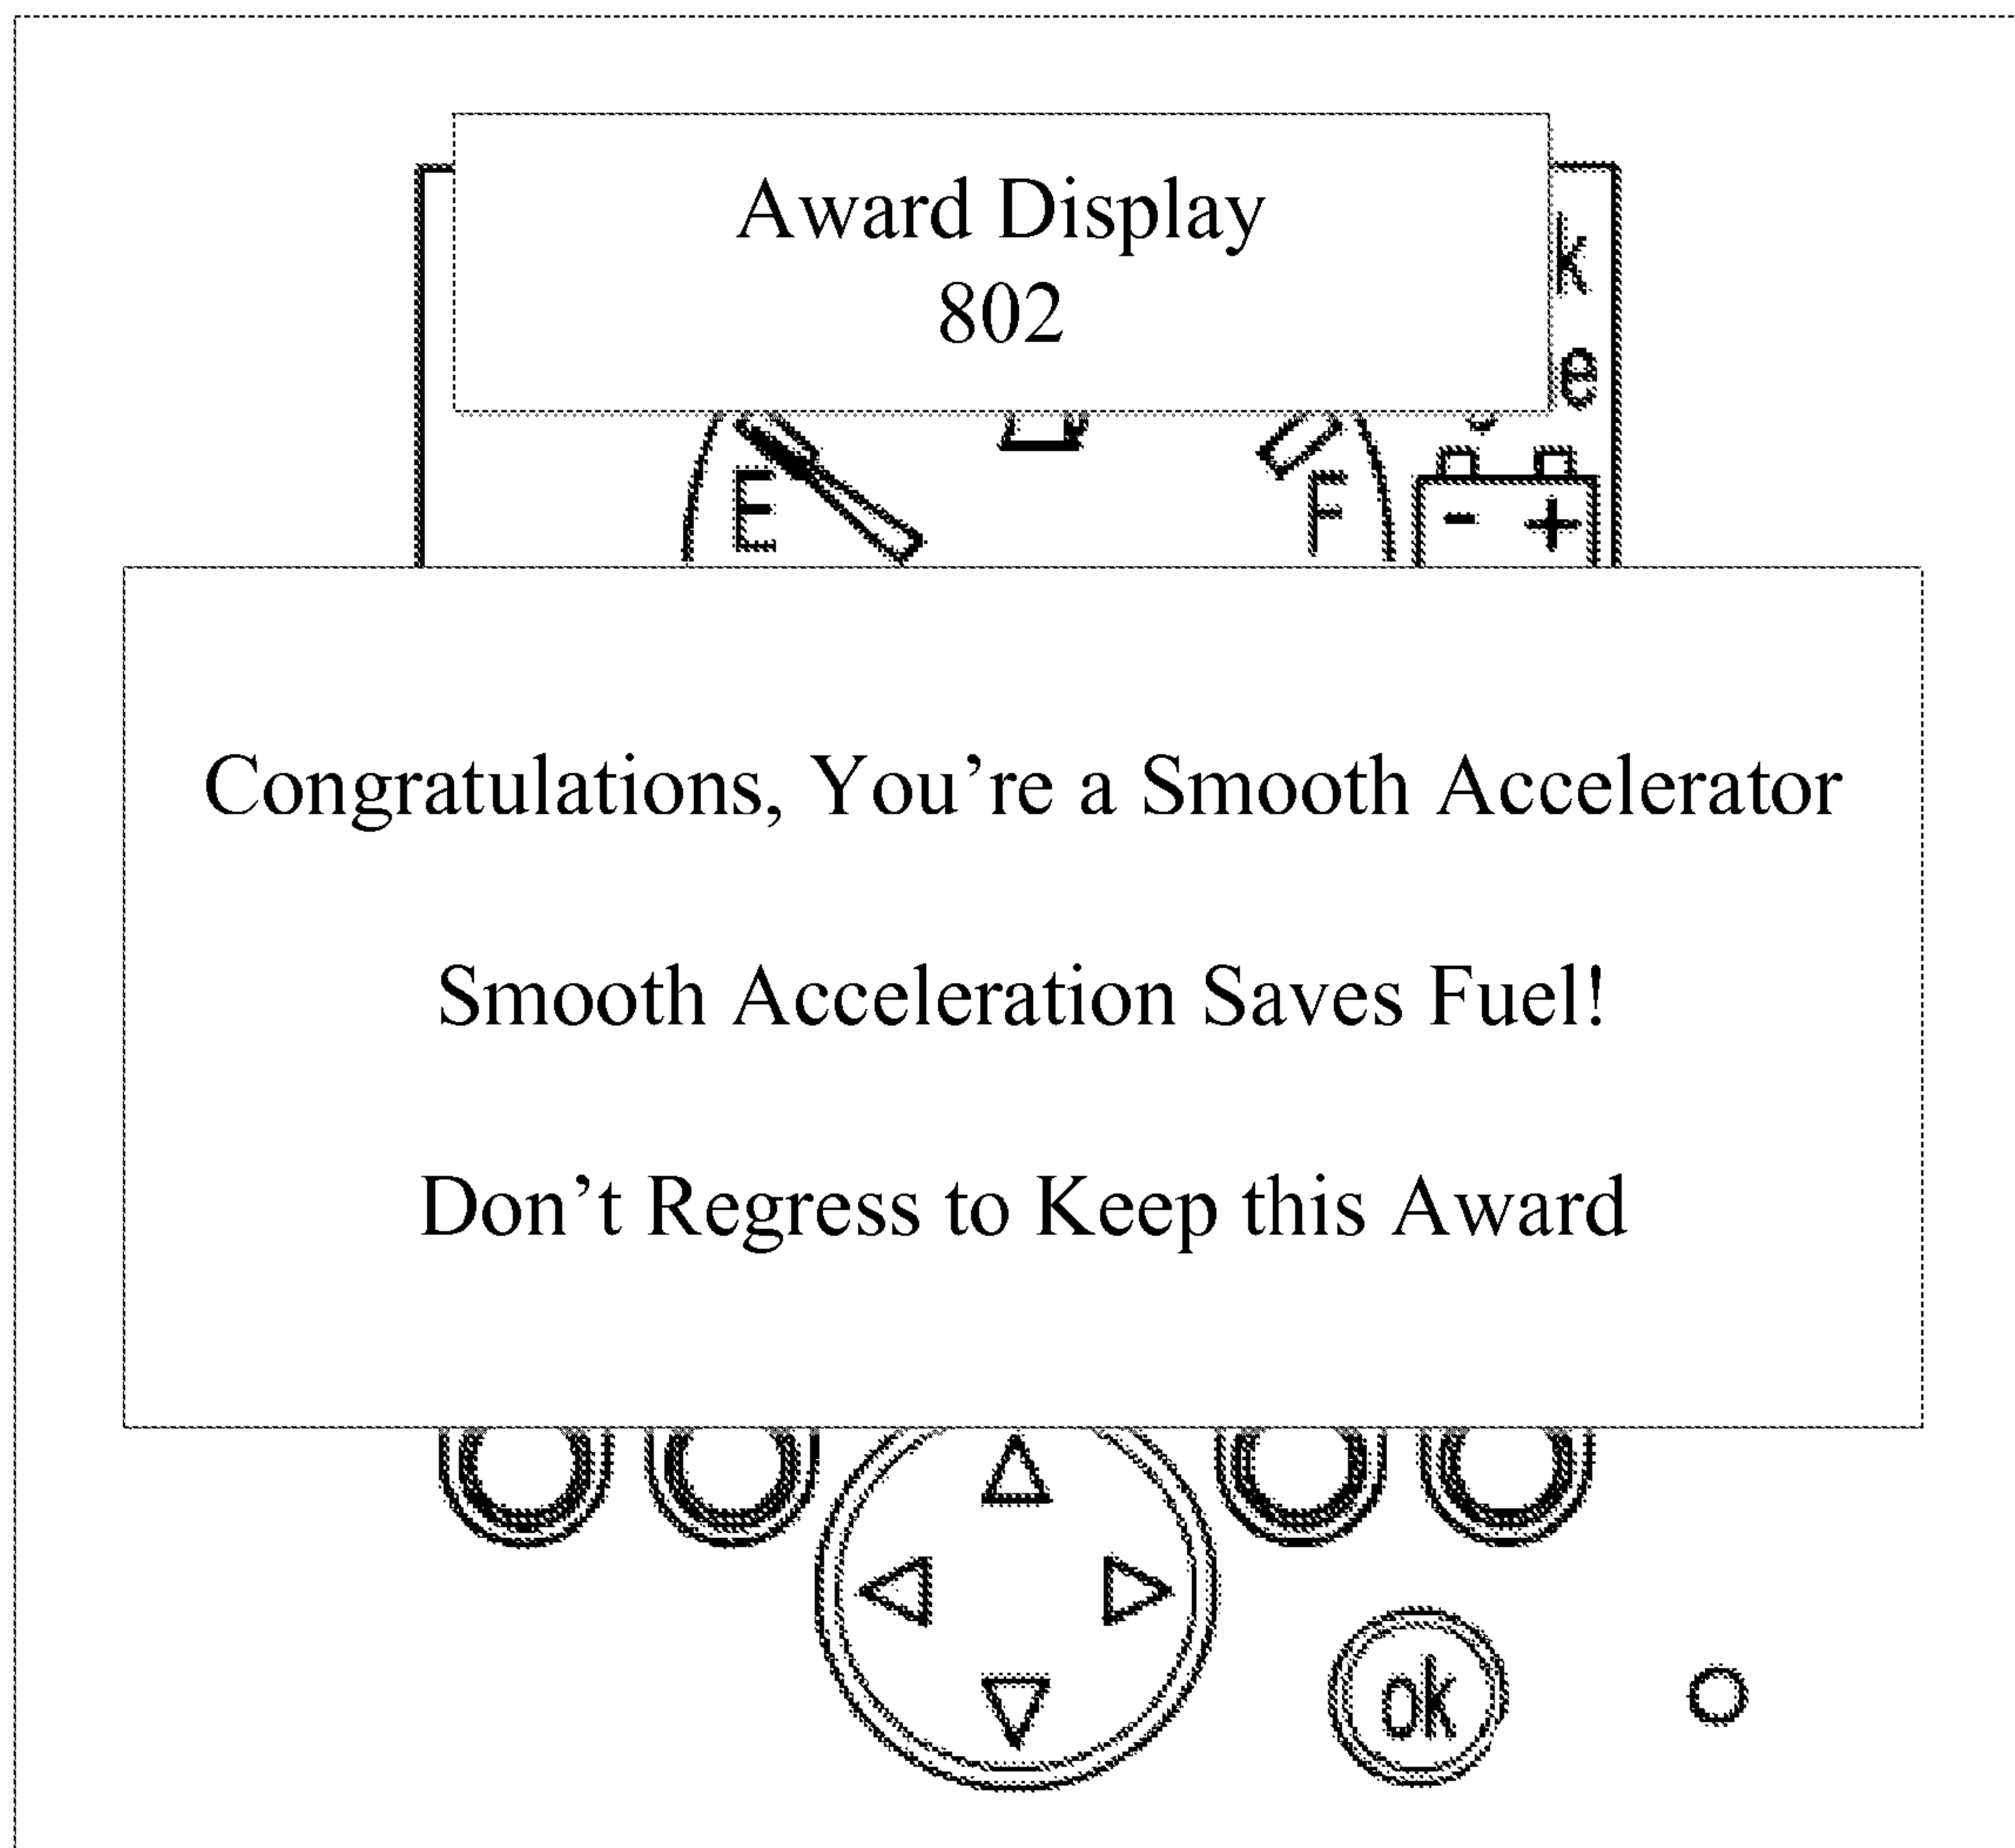 Award Display
802
k
e
E F - +
Congratulations, You're a Smooth Accelerator
Smooth Acceleration Saves Fuel!
Don't Regress to Keep this Award
ok